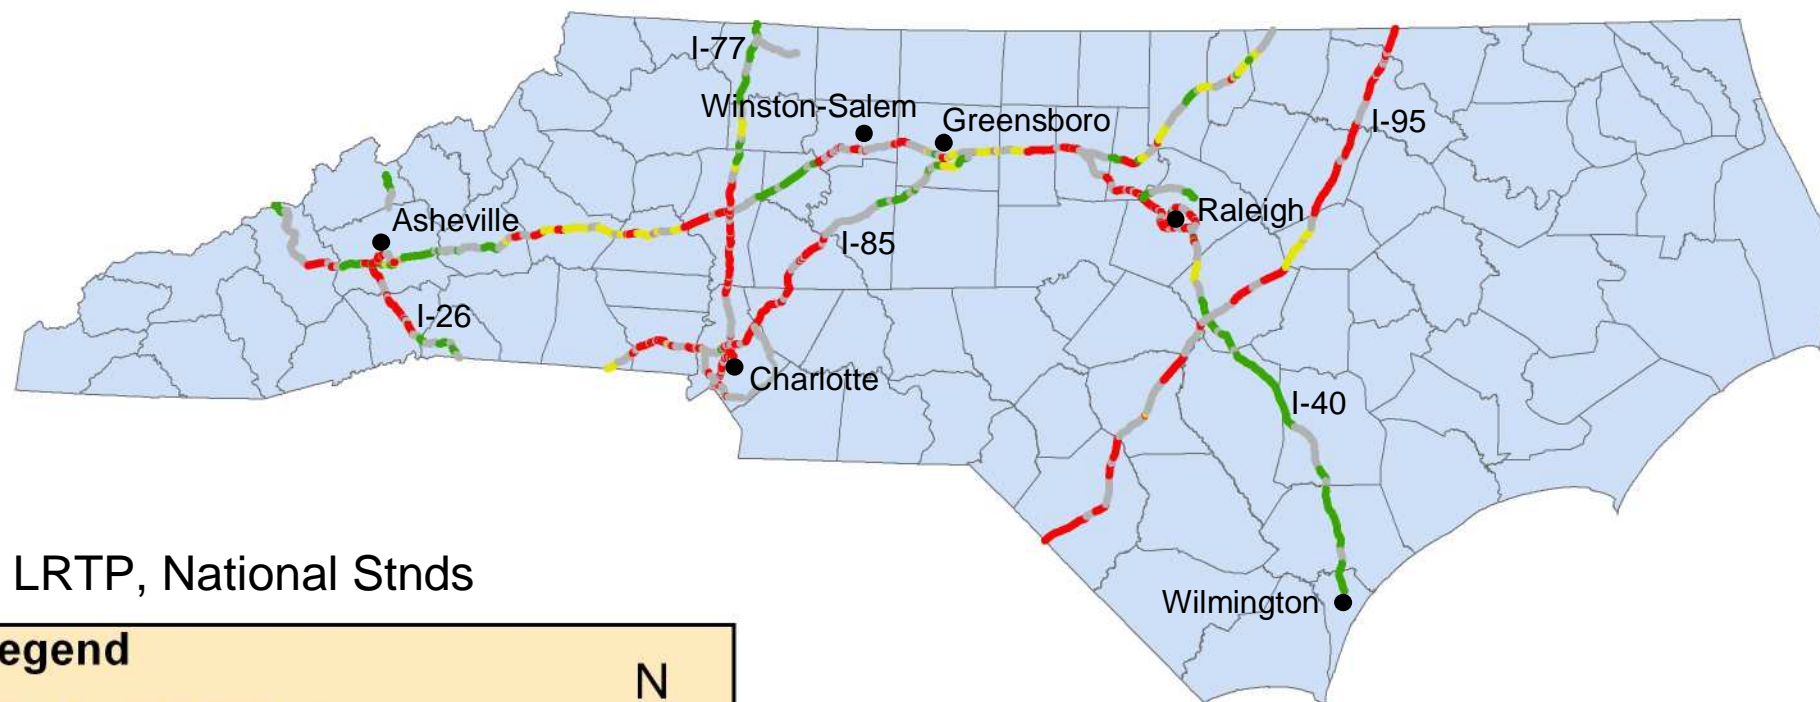 I-77
Winston-Salem
Greensboro
I-95
Asheville
Raleigh
I-85
I-26
Charlotte
I-40
LRTP, National Stnds
Wilmington
egend
N